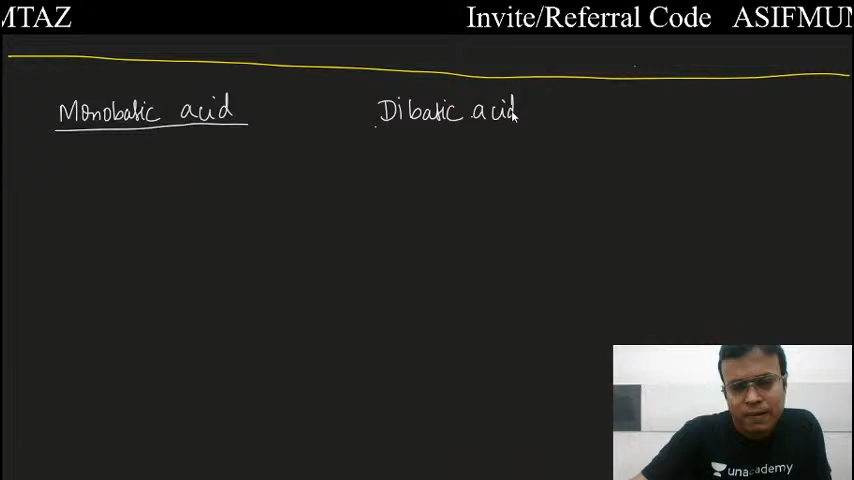 MTAZ Invite/Referral Code ASIFMUN
Monobasic acid Dibasic acid
unacademy